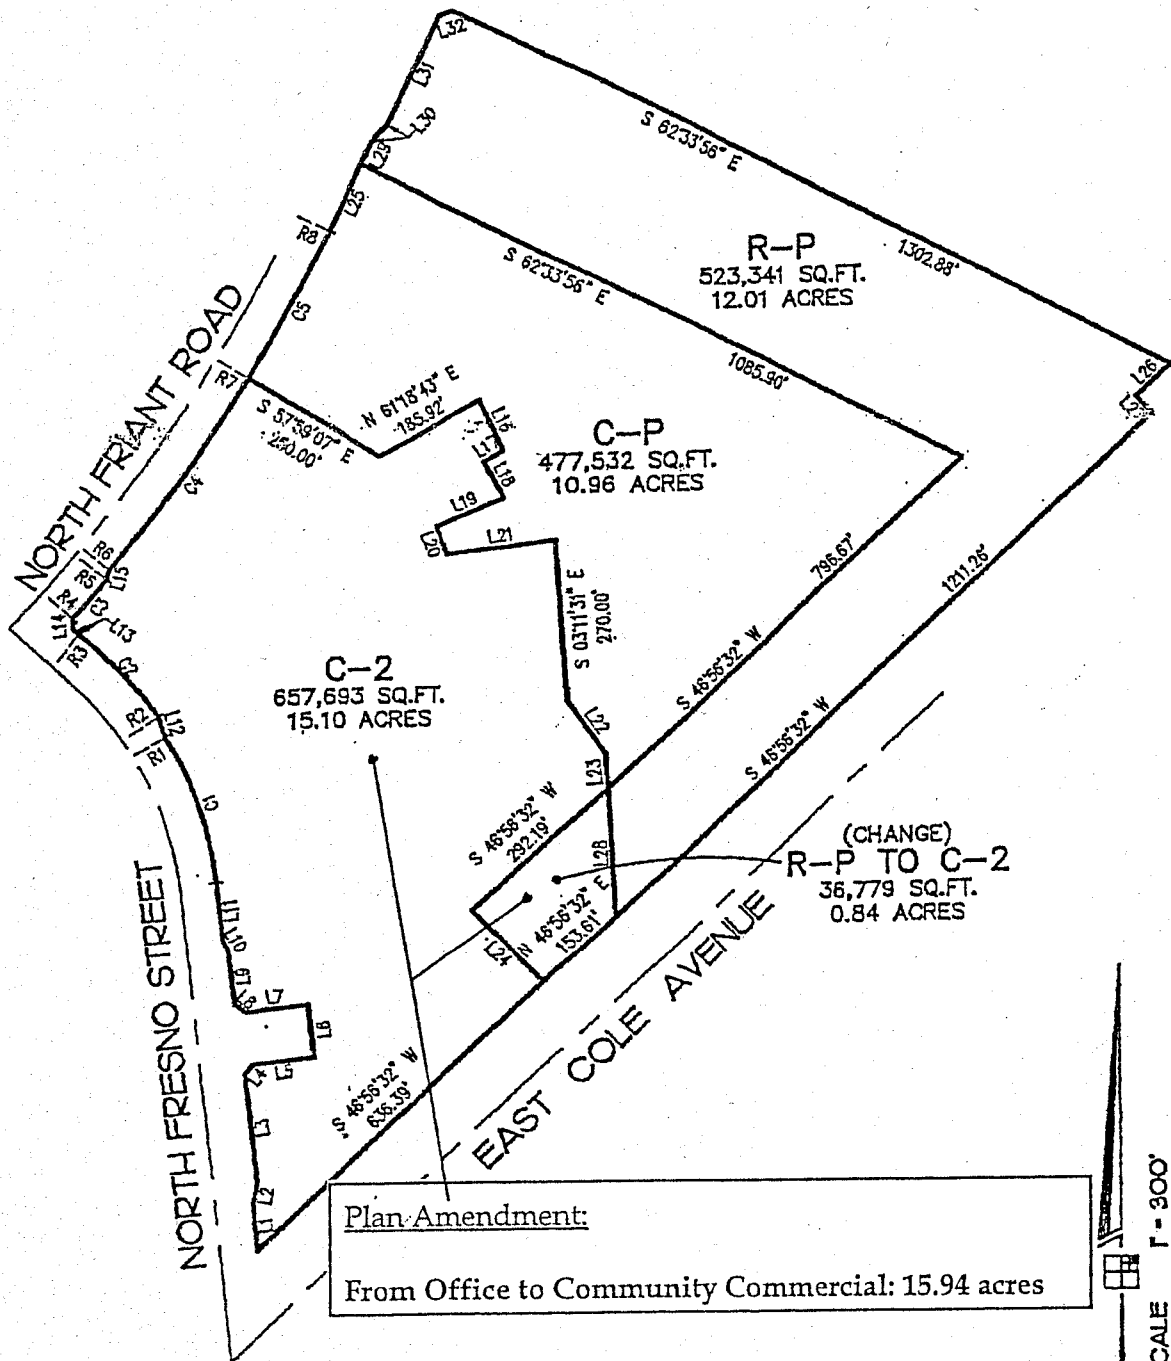 L32
L31
L30
L29
L25
R8
S 62°33'56" E
1302.88'
R-P
523,341 SQ.FT.
12.01 ACRES
S 62°33'56" E
1085.90'
L26
NORTH FRIANT ROAD
C5
R7
S 57°59'07" E
250.00'
N 61°18'43" E
185.92'
L16
L17
L18
L19
L20
L21
C-P
477,532 SQ.FT.
10.96 ACRES
C4
R6
R5
R4
L15
C3
L14
L13
R3
C2
R2
L12
R1
C1
S 03°11'31" E
270.00'
796.67'
S 46°56'32" W
1211.26'
S 46°56'32" W
C-2
657,693 SQ.FT.
15.10 ACRES
L22
L23
S 46°56'32" W
292.19'
L28
(CHANGE)
R-P TO C-2
36,779 SQ.FT.
0.84 ACRES
N 46°56'32" E
153.61'
L24
L11
L10
L9
L8
L7
L6
L5
L4
L3
L2
L1
NORTH FRESNO STREET
S 46°56'32" W
636.39'
EAST COLE AVENUE
Plan Amendment:
From Office to Community Commercial: 15.94 acres
1" - 300'